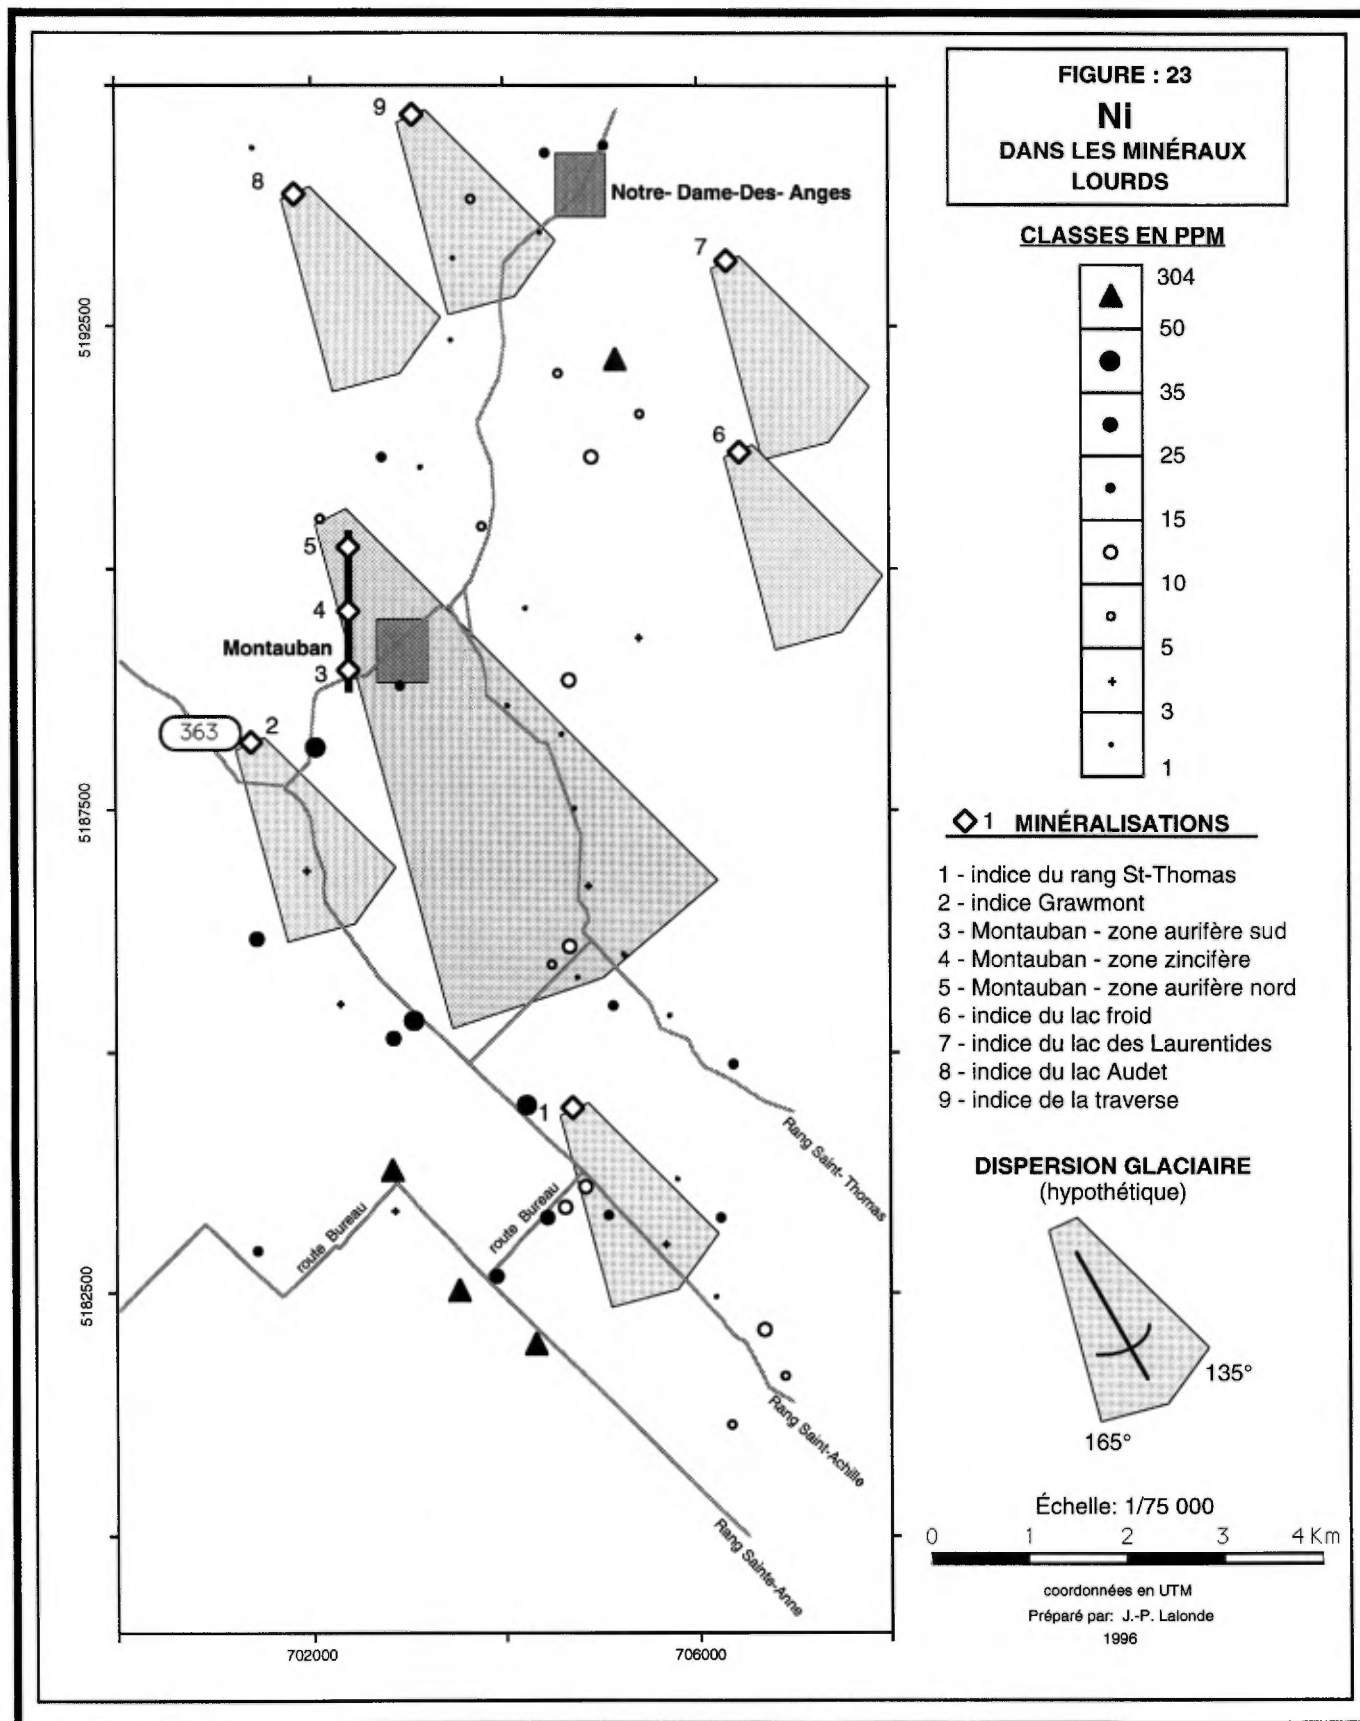 FIGURE : 23
Ni
DANS LES MINÉRAUX
LOURDS
CLASSES EN PPM
304
50
35
25
15
10
5
3
1
1 MINÉRALISATIONS
1 - indice du rang St-Thomas
2 - indice Grawmont
3 - Montauban - zone aurifère sud
4 - Montauban - zone zincifère
5 - Montauban - zone aurifère nord
6 - indice du lac froid
7 - indice du lac des Laurentides
8 - indice du lac Audet
9 - indice de la traverse
DISPERSION GLACIAIRE
(hypothétique)
135°
165°
Échelle: 1/75 000
0 1 2 3 4 Km
coordonnées en UTM
Préparé par: J.-P. Lalonde
1996
9
8
Notre- Dame-Des- Anges
7
5192500
6
5
4
Montauban
3
363
2
5187500
1
Rang Saint- Thomas
route Bureau
route Bureau
5182500
Rang Saint-Achille
Rang Sainte-Anne
702000
706000